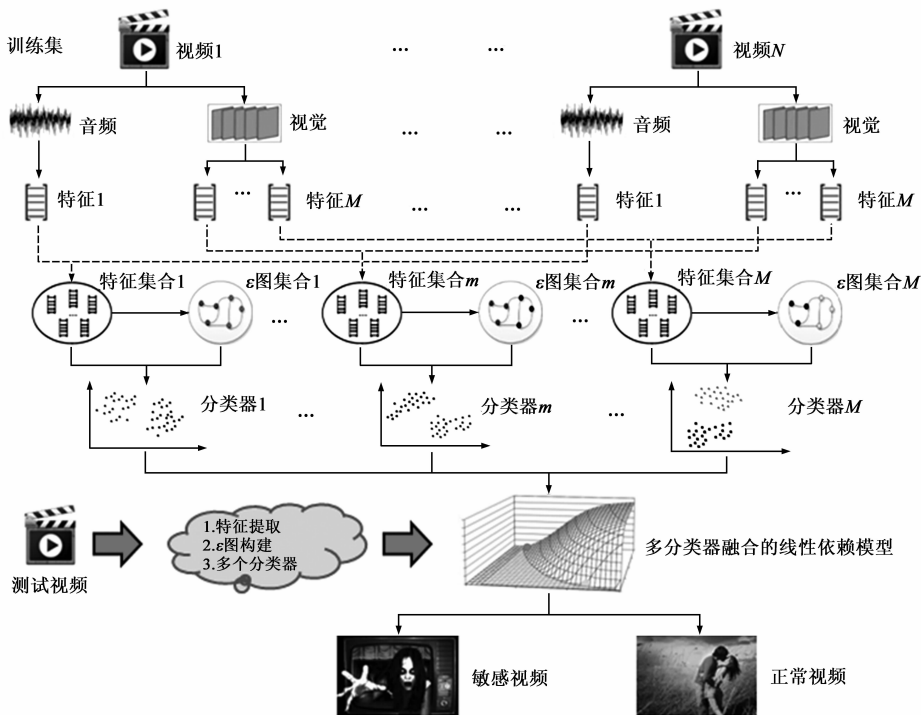 训练集
视频1
...
...
视频N
音频
视觉
...
...
音频
视觉
特征1
...
特征M
...
...
特征1
...
特征M
特征集合1
ε图集合1
特征集合m
ε图集合m
特征集合M
ε图集合M
...
...
分类器1
...
分类器m
...
分类器M
1.特征提取
2.ε图构建
3.多个分类器
测试视频
多分类器融合的线性依赖模型
敏感视频
正常视频